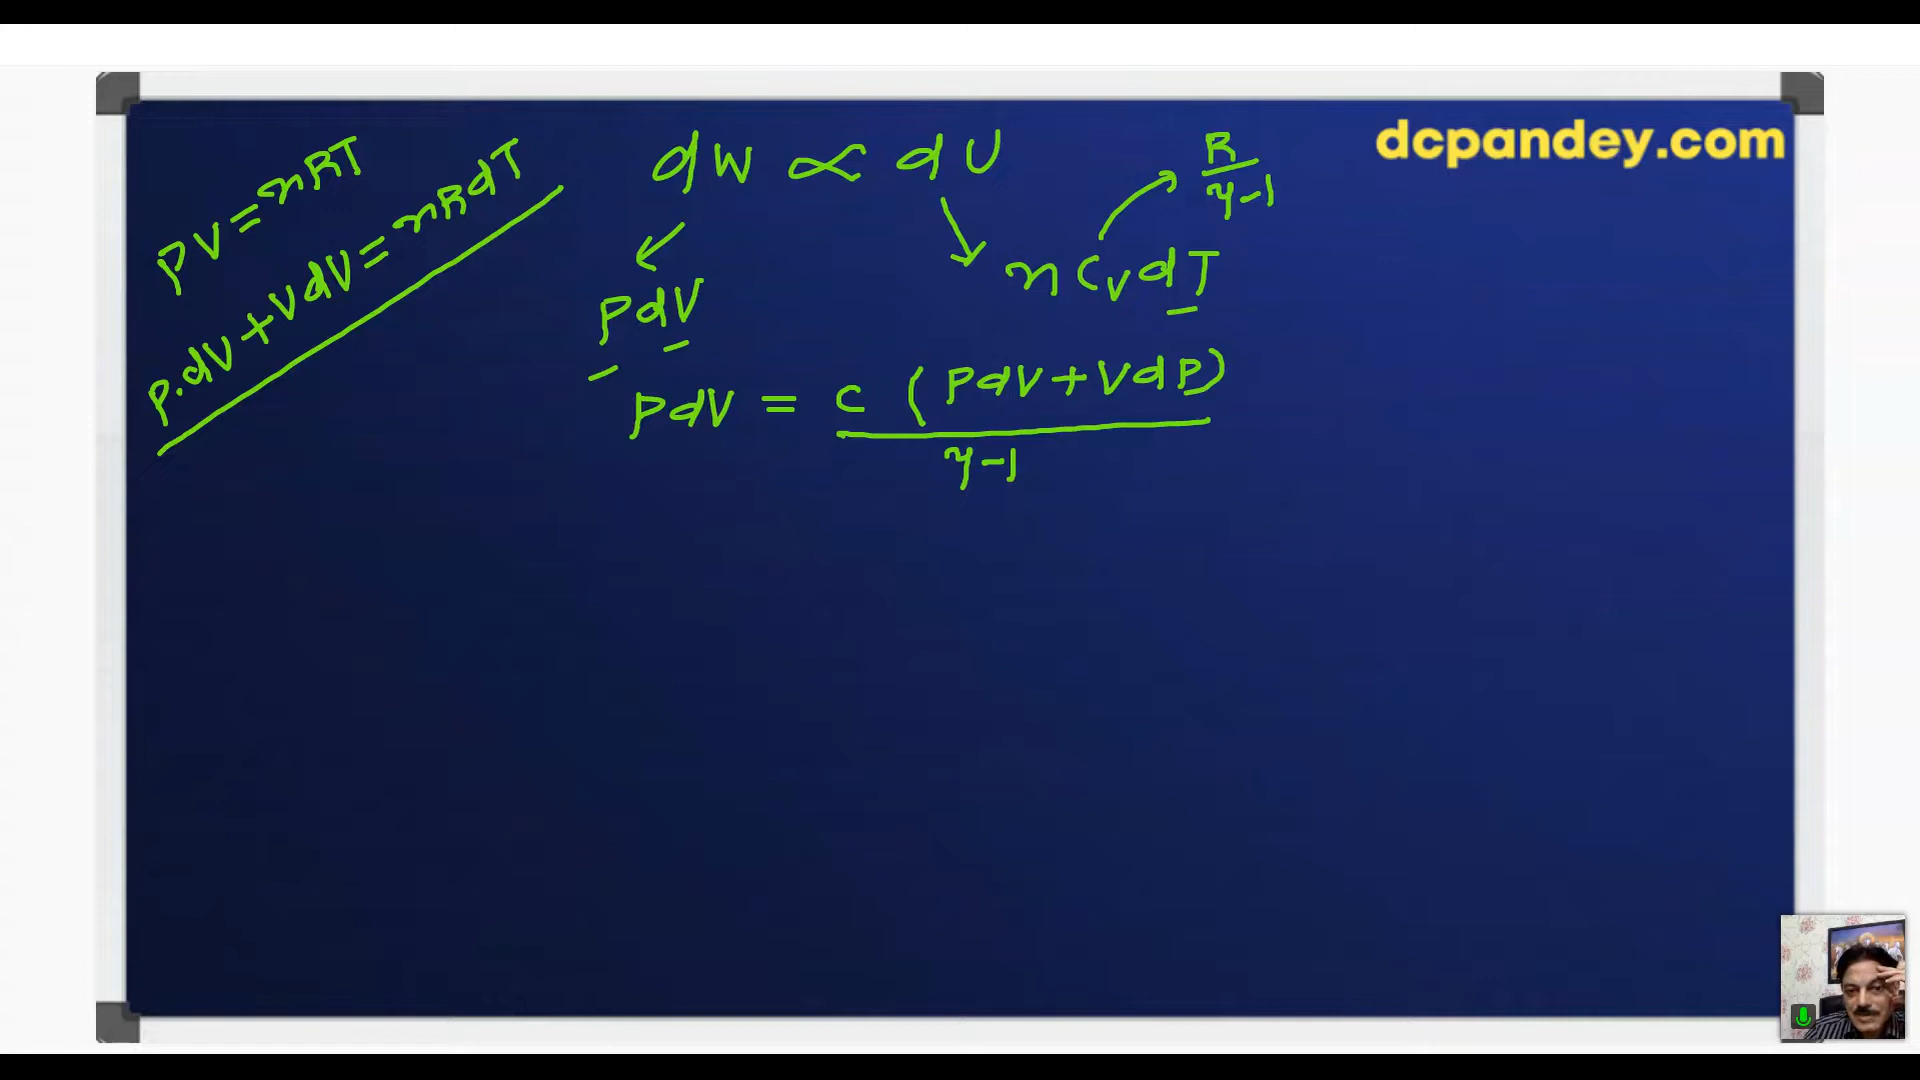 dcpandey.com
PV = nRT
P.dV + VdV = nRdT
dW ∝ dU
R
γ-1
PdV
nCvdT
PdV = c (PdV + VdP)
γ-1